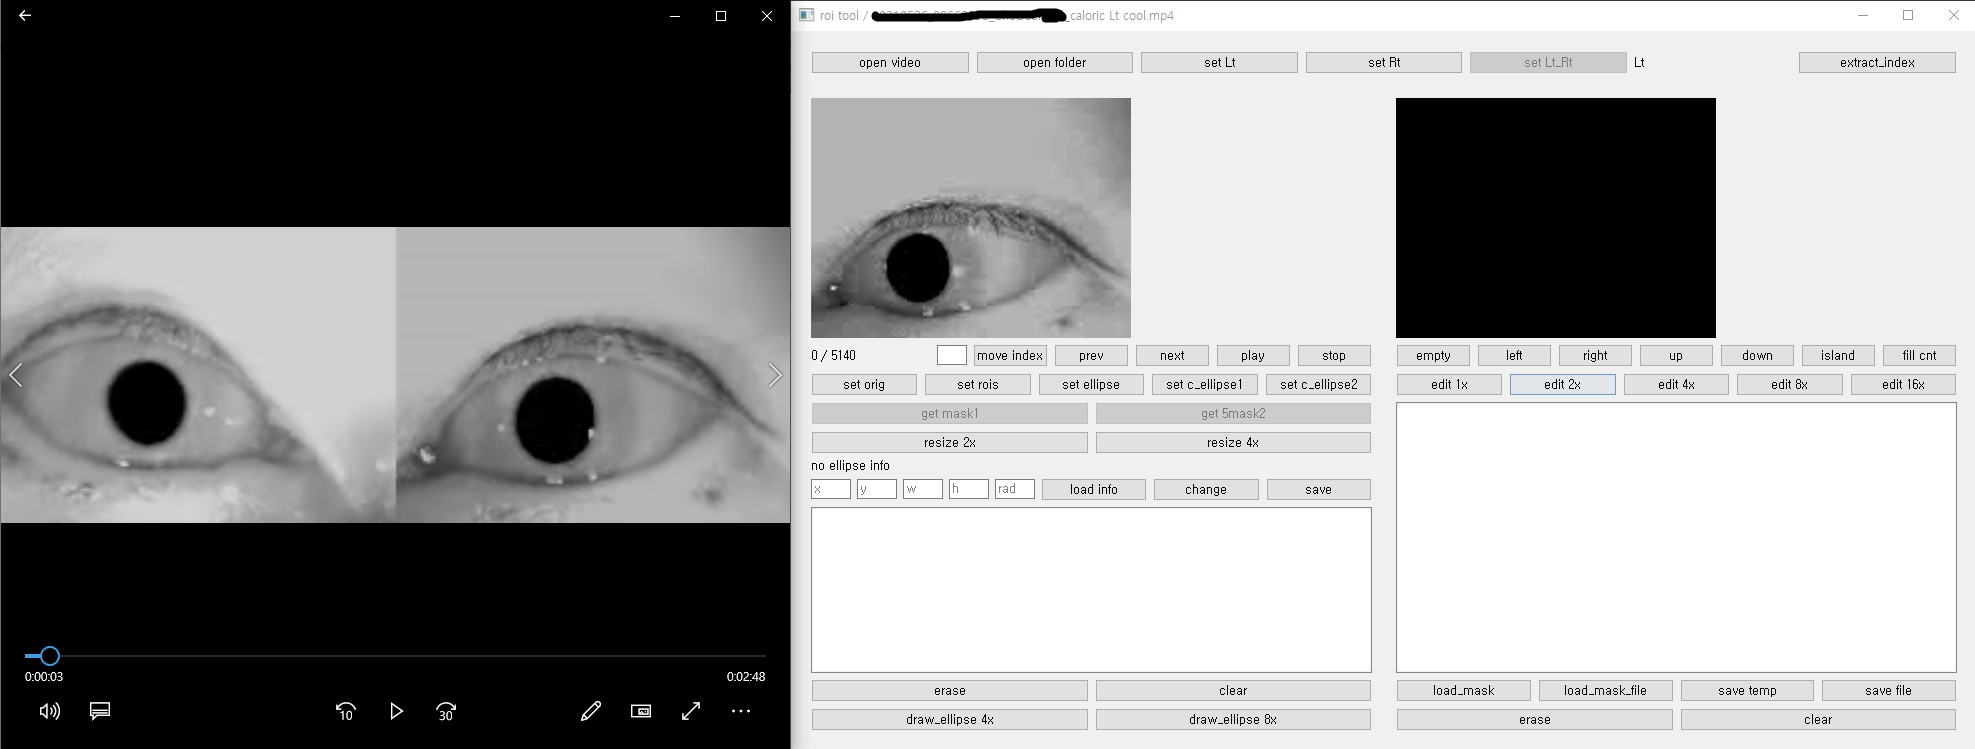 roi tool / _caloric Lt cool.mp4
open video open folder set Lt set Rt set Lt_Rt Lt extract_index
0 / 5140 move index prev next play stop
set orig set rois set ellipse set c_ellipse1 set c_ellipse2
get mask1 get 5mask2
resize 2x resize 4x
no ellipse info
x y w h rad load info change save
erase clear
draw_ellipse 4x draw_ellipse 8x
empty left right up down island fill cnt
edit 1x edit 2x edit 4x edit 8x edit 16x
load_mask load_mask_file save temp save file
erase clear
0:00:03 0:02:48
10 30